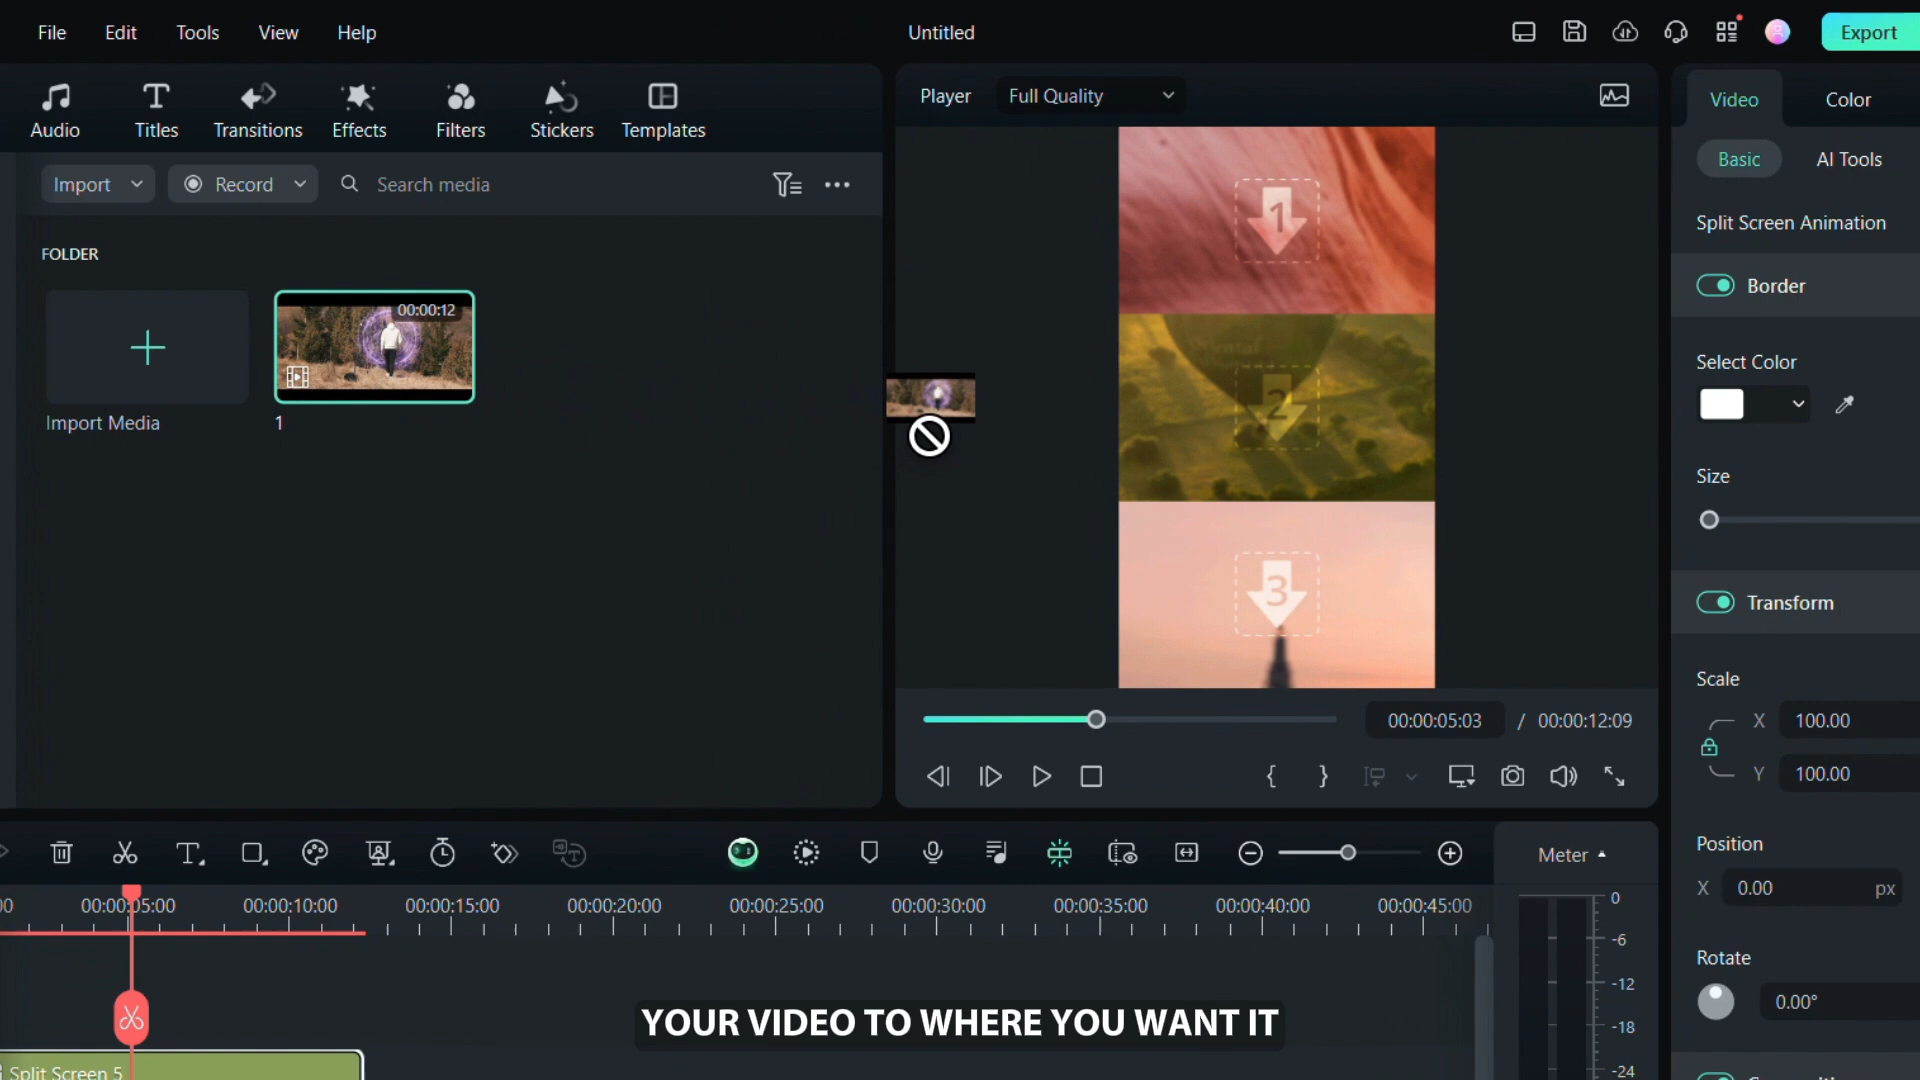 File Edit Tools View Help
Untitled
Export
Audio Titles Transitions Effects Filters Stickers Templates
Player Full Quality
Video Color
Import Record Search media
Basic AI Tools
Split Screen Animation
FOLDER
Border
00:00:12
Import Media 1
Select Color
Size
1
2
3
Transform
Scale
X 100.00
Y 100.00
00:00:05:03 / 00:00:12:09
Position
X 0.00 px
Meter
00 00:00:05:00 00:00:10:00 00:00:15:00 00:00:20:00 00:00:25:00 00:00:30:00 00:00:35:00 00:00:40:00 00:00:45:00
0
-6
-12
-18
-24
Rotate
0.00°
YOUR VIDEO TO WHERE YOU WANT IT
Split Screen 5